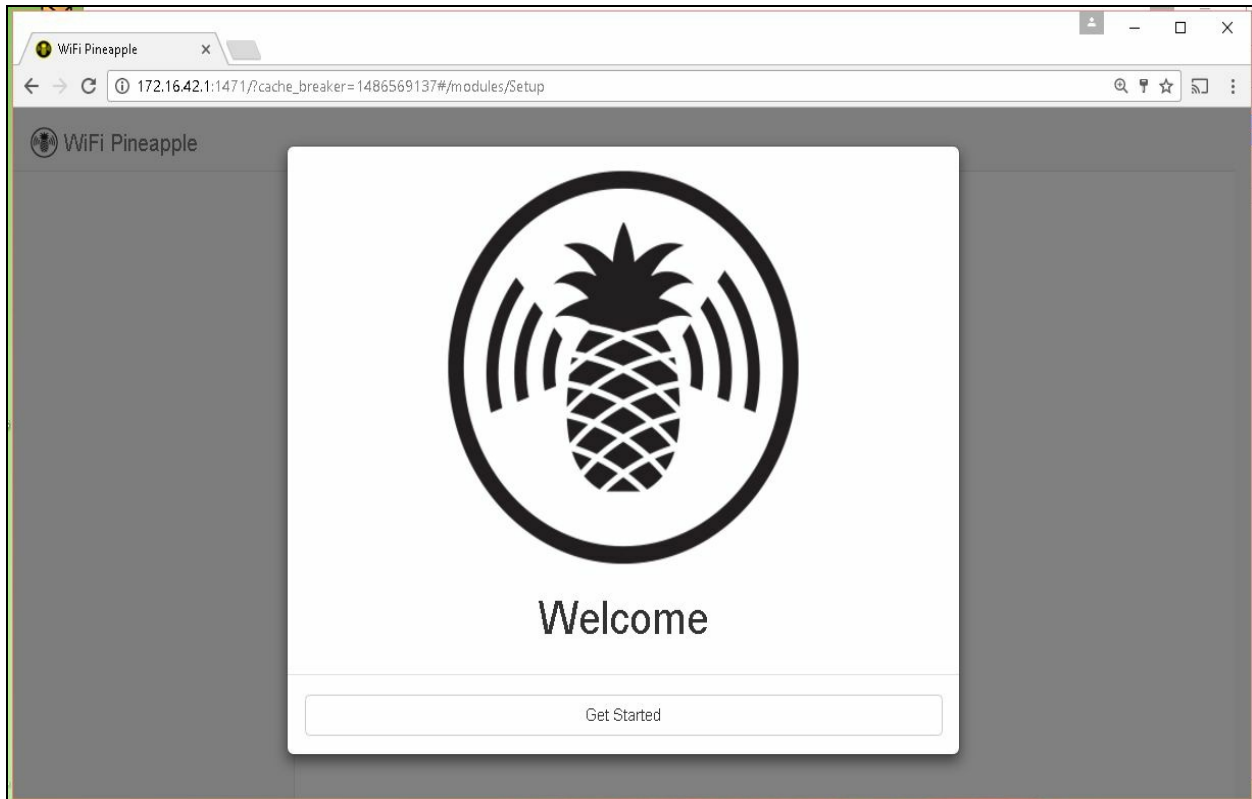 WiFi Pineapple
172.16.42.1:1471/?cache_breaker=1486569137#/modules/Setup
WiFi Pineapple
Welcome
Get Started